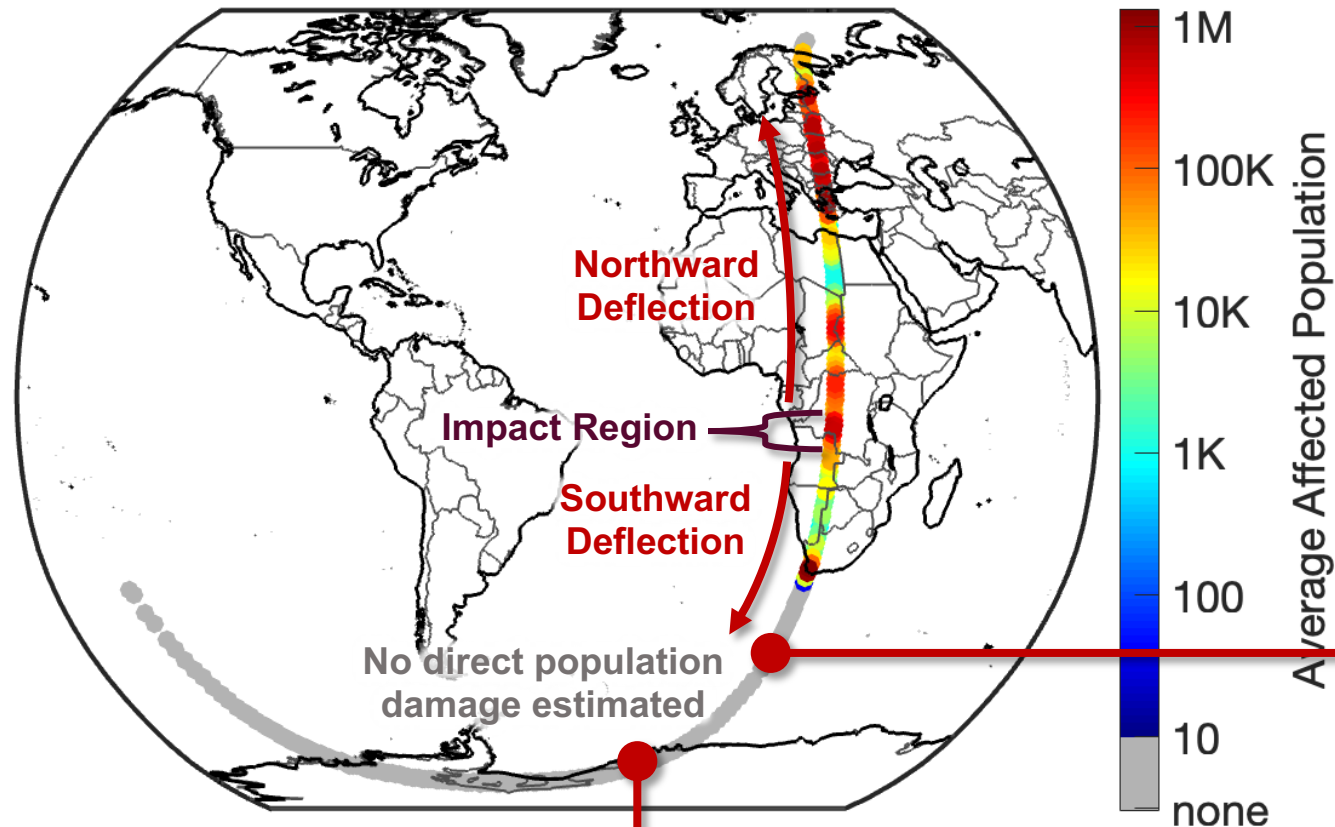 Northward
Deflection
Impact Region
Southward
Deflection
No direct population
damage estimated
1M
100K
10K
1K
100
10
none
Average Affected Population